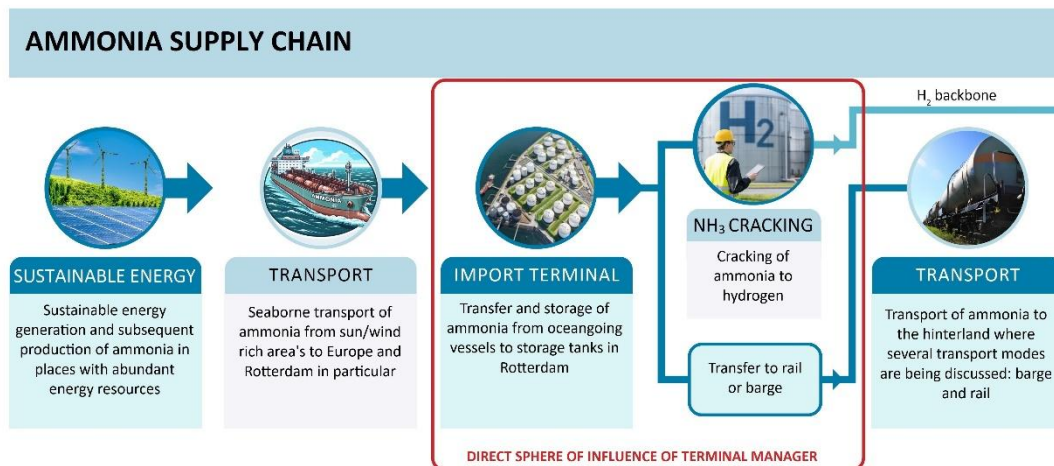 AMMONIA SUPPLY CHAIN
H₂ backbone
H2
AMMONIA
SUSTAINABLE ENERGY
Sustainable energy
generation and subsequent
production of ammonia in
places with abundant
energy resources
TRANSPORT
Seaborne transport of
ammonia from sun/wind
rich area's to Europe and
Rotterdam in particular
IMPORT TERMINAL
Transfer and storage of
ammonia from oceangoing
vessels to storage tanks in
Rotterdam
NH₃ CRACKING
Cracking of
ammonia to
hydrogen
Transfer to rail
or barge
TRANSPORT
Transport of ammonia to
the hinterland where
several transport modes
are being discussed: barge
and rail
DIRECT SPHERE OF INFLUENCE OF TERMINAL MANAGER